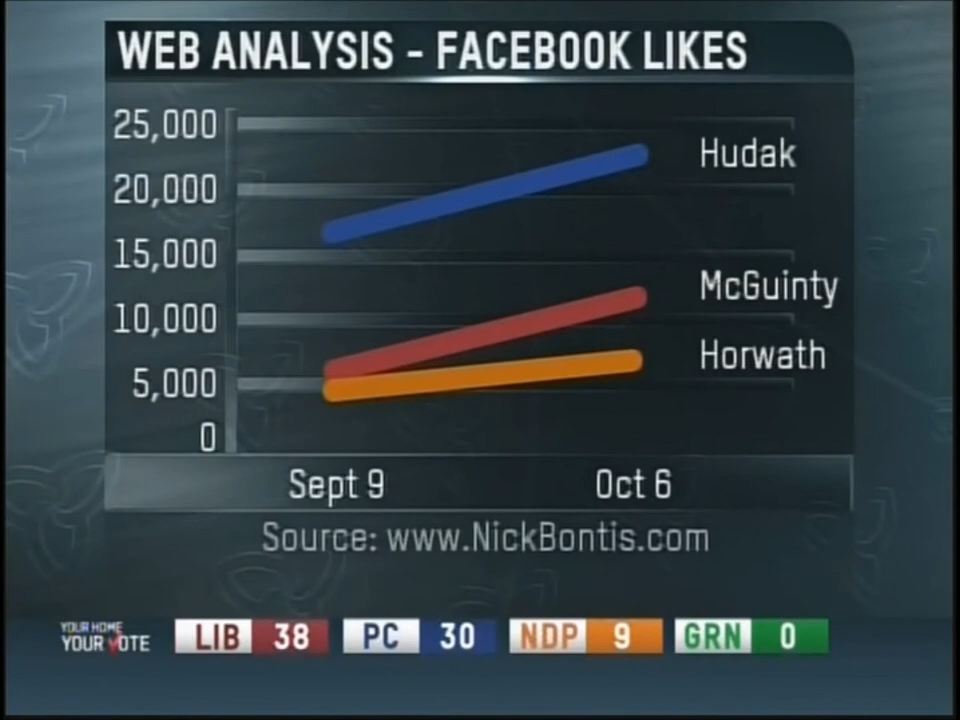 WEB ANALYSIS - FACEBOOK LIKES
25,000
Hudak
20,000
15,000
McGuinty
10,000
Horwath
5,000
0
Sept 9 Oct 6
Source: www.NickBontis.com
YOUR HOME
YOUR VOTE
LIB 38 PC 30 NDP 9 GRN 0